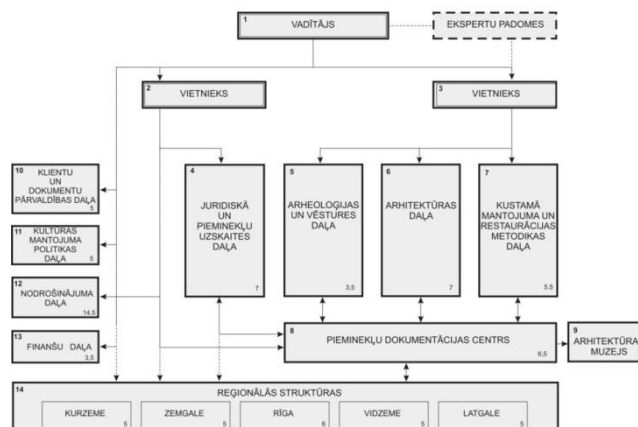 1
VADĪTĀJS
EKSPERTU PADOMES
2
VIETNIEKS
3
VIETNIEKS
10
KLIENTU
UN
DOKUMENTU
PĀRVALDĪBAS DAĻA
5
11
KULTŪRAS
MANTOJUMA
POLITIKAS
DAĻA
5
12
NODROŠINĀJUMA
DAĻA
14,5
13
FINANŠU DAĻA
3,5
4
JURIDISKĀ
UN
PIEMINEKĻU
UZSKAITES
DAĻA
7
5
ARHEOLOĢIJAS
UN VĒSTURES
DAĻA
3,5
6
ARHITEKTŪRAS
DAĻA
7
7
KUSTAMĀ
MANTOJUMA UN
RESTAURĀCIJAS
METODIKAS
DAĻA
5,5
8
PIEMINEKĻU DOKUMENTĀCIJAS CENTRS
6,5
9
ARHITEKTŪRAS
MUZEJS
14
REĢIONĀLĀS STRUKTŪRAS
KURZEME
5
ZEMGALE
5
RĪGA
6
VIDZEME
5
LATGALE
5